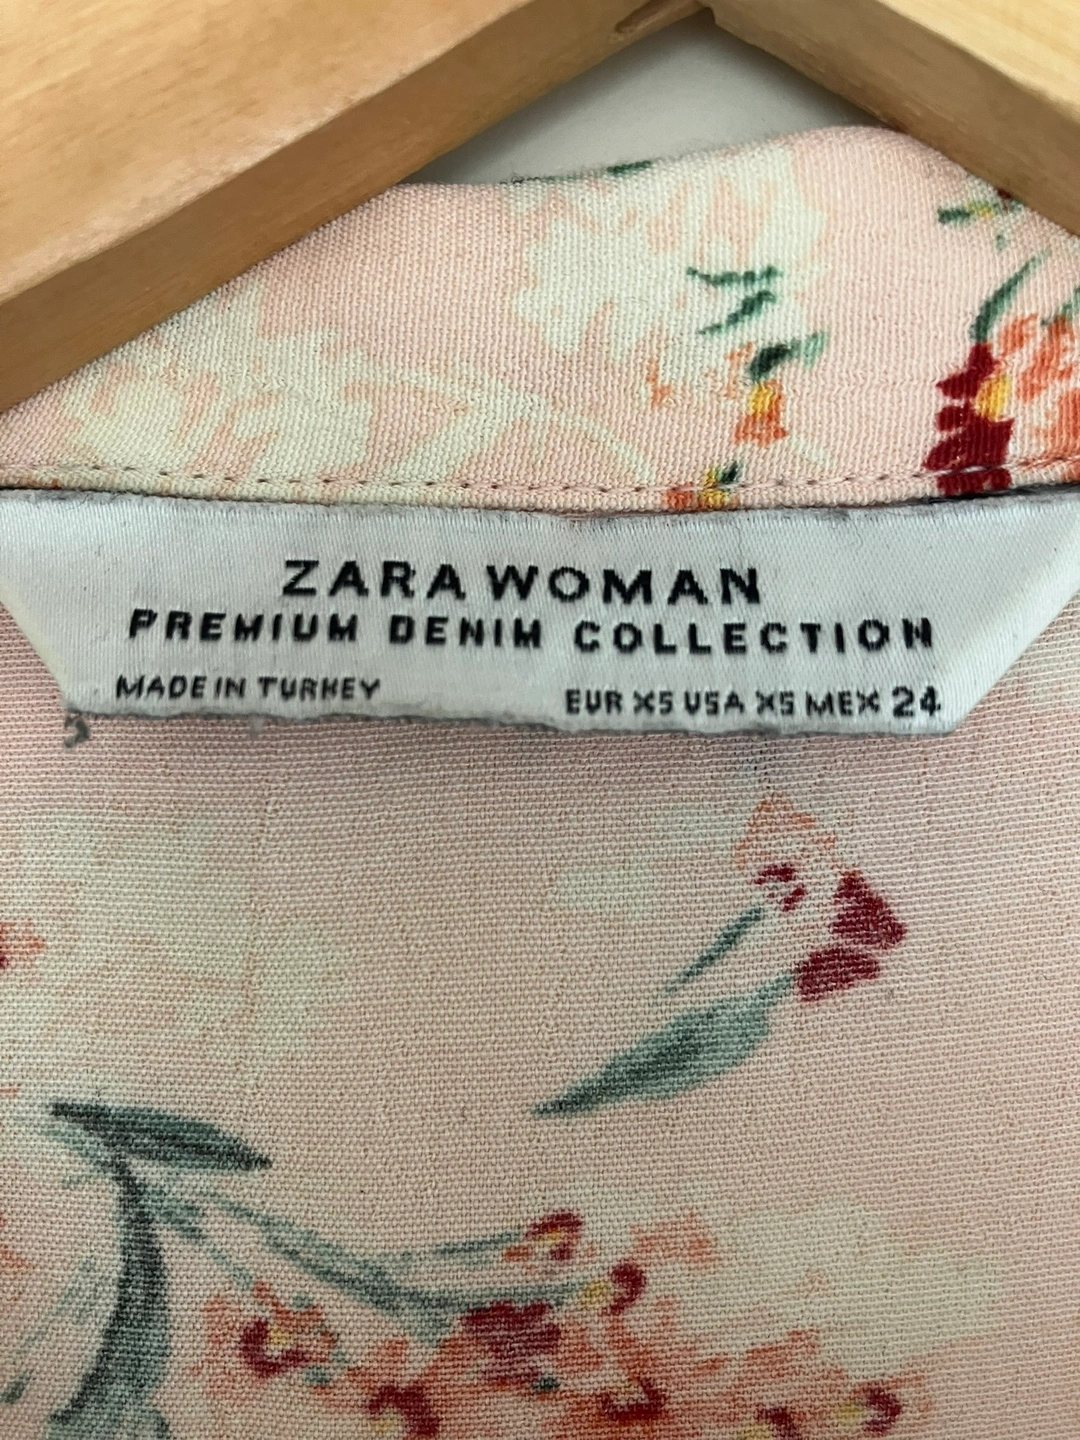 ZARA WOMAN
PREMIUM DENIM COLLECTION
MADE IN TURKEY EUR XS USA XS MEX 24